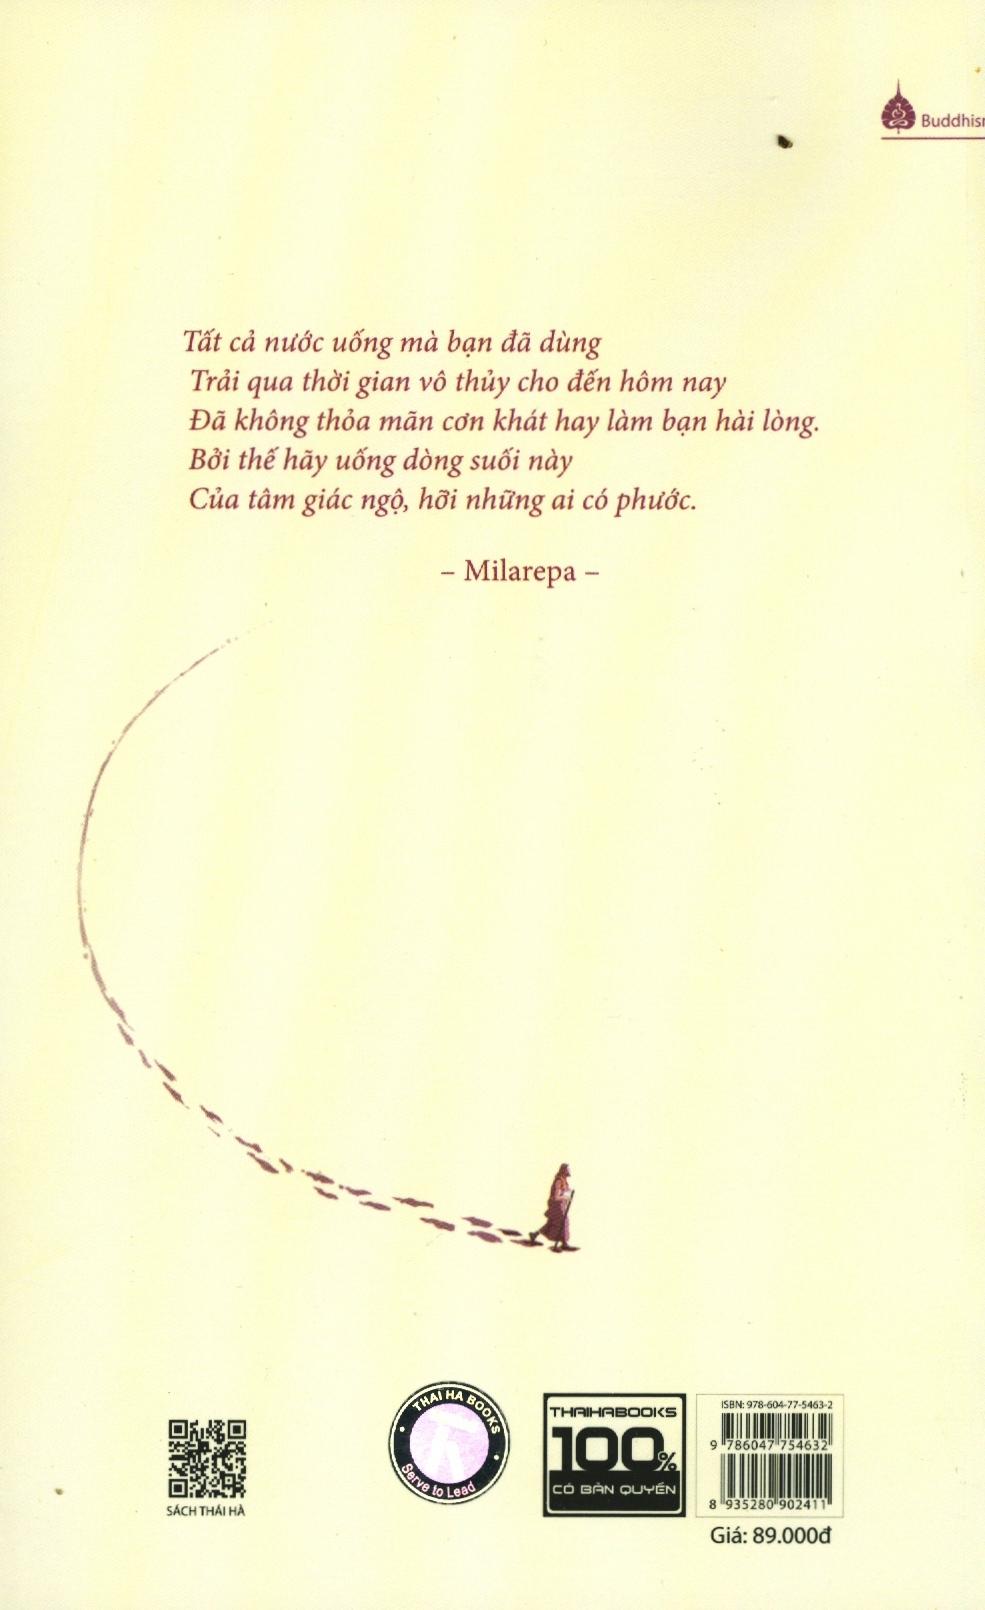 Buddhism
Tất cả nước uống mà bạn đã dùng
Trải qua thời gian vô thủy cho đến hôm nay
Đã không thỏa mãn cơn khát hay làm bạn hài lòng.
Bởi thế hãy uống dòng suối này
Của tâm giác ngộ, hỡi những ai có phước.
– Milarepa –
SÁCH THÁI HÀ
THAI HA BOOKS
Serve to Lead
THAIHABOOKS
100%
CÓ BẢN QUYỀN
ISBN: 978-604-77-5463-2
9 786047 754632
8 935280 902411
Giá: 89.000đ